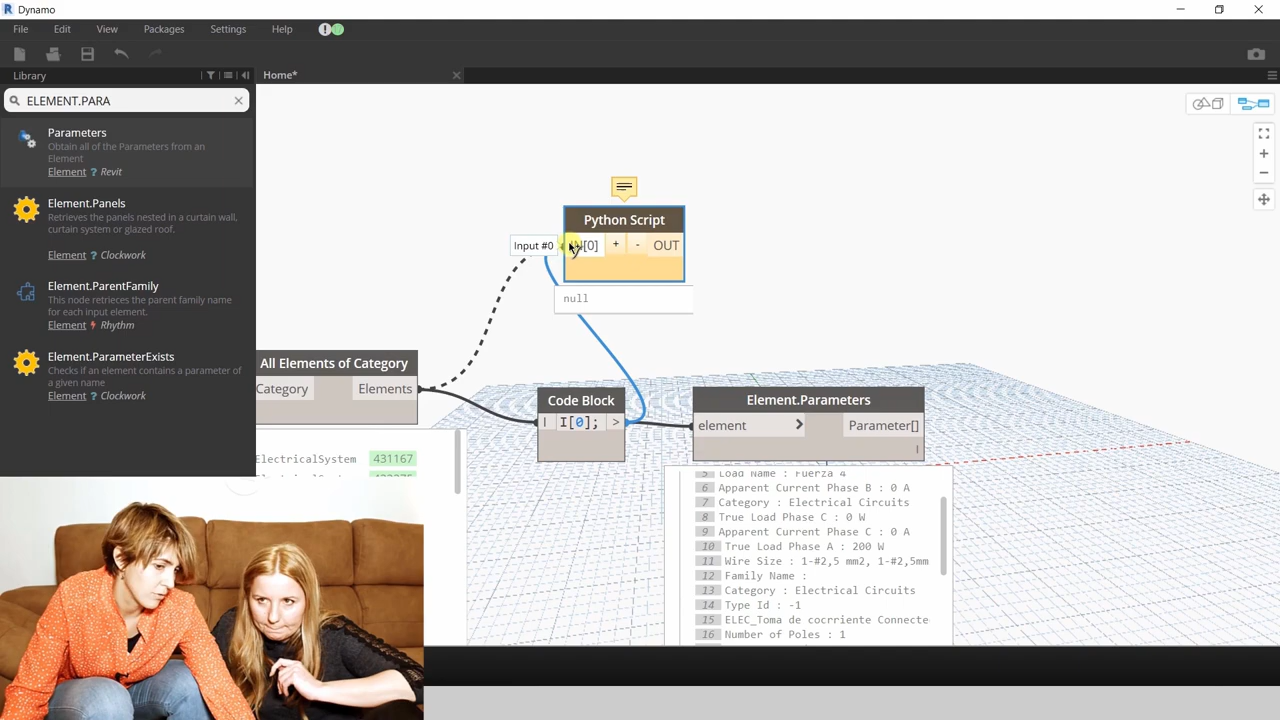 Dynamo
File Edit View Packages Settings Help
Library
Home*
ELEMENT.PARA
Parameters
Obtain all of the Parameters from an
Element
Element ? Revit
Element.Panels
Retrieves the panels nested in a curtain wall,
curtain system or glazed roof.
Element ? Clockwork
Element.ParentFamily
This node retrieves the parent family name
for each input element.
Element Rhythm
Element.ParameterExists
Checks if an element contains a parameter of
a given name
Element ? Clockwork
Python Script
Input #0
IN[0] + - OUT
null
All Elements of Category
Category Elements
ElectricalSystem 431167
Code Block
I I[0]; >
Element.Parameters
element > Parameter[]
5 Load Name : Fuerza 4
6 Apparent Current Phase B : 0 A
7 Category : Electrical Circuits
8 True Load Phase C : 0 W
9 Apparent Current Phase C : 0 A
10 True Load Phase A : 200 W
11 Wire Size : 1-#2,5 mm2, 1-#2,5mm
12 Family Name :
13 Category : Electrical Circuits
14 Type Id : -1
15 ELEC_Toma de cocrriente Connecte
16 Number of Poles : 1